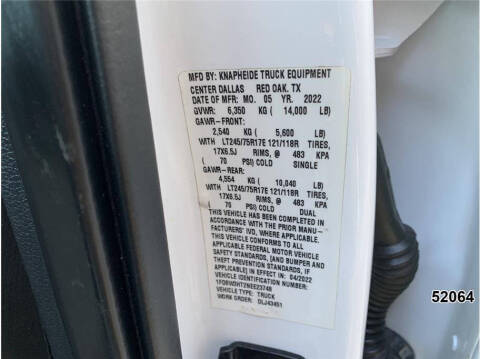 MFD BY: KNAPHEIDE TRUCK EQUIPMENT
CENTER DALLAS RED OAK, TX
DATE OF MFR: MO. 05 YR. 2022
GVWR: 6,350 KG ( 14,000 LB)
GAWR-FRONT:
2,540 KG ( 5,600 LB)
WITH LT245/75R17E 121/118R TIRES,
17X6.5J RIMS, @ 483 KPA
( 70 PSI) COLD SINGLE
GAWR-REAR:
4,554 KG ( 10,040 LB)
WITH LT245/75R17E 121/118R TIRES,
17X6.5J RIMS, @ 483 KPA
70 PSI) COLD DUAL
THIS VEHICLE HAS BEEN COMPLETED IN
ACCORDANCE WITH THE PRIOR MANU-
FACTURERS' IVD, WHERE APPLICABLE.
THIS VEHICLE CONFORMS TO ALL
APPLICABLE FEDERAL MOTOR VEHICLE
SAFETY STANDARDS, [AND BUMPER AND
THEFT PREVENTION STANDARDS, IF
APPLICABLE] IN EFFECT IN: 04/2022
VEHICLE IDENTIFICATION NUMBER:
VEHICLE TYPE: TRUCK
WORK ORDER: DLJ43451
52064